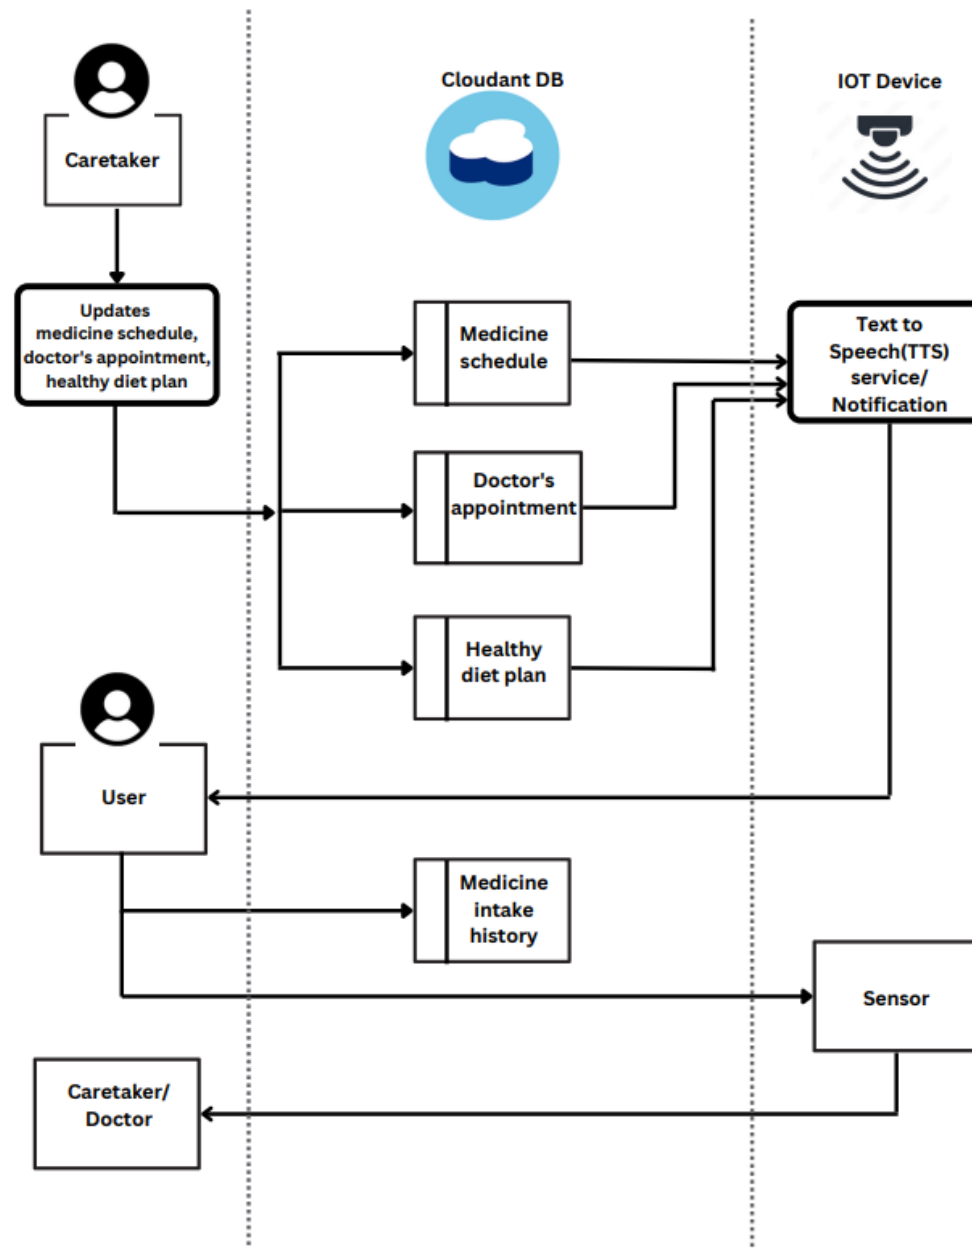 Cloudant DB
IOT Device
Caretaker
Updates
medicine schedule,
doctor's appointment,
healthy diet plan
Medicine
schedule
Text to
Speech(TTS)
service/
Notification
Doctor's
appointment
Healthy
diet plan
User
Medicine
intake
history
Sensor
Caretaker/
Doctor